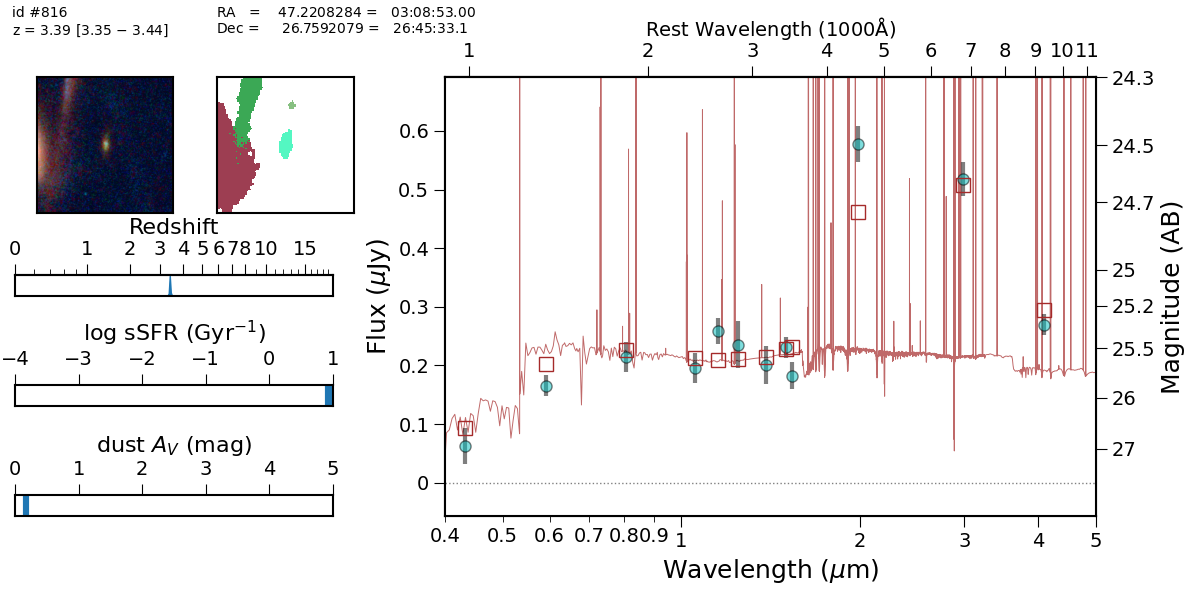 id #816
z = 3.39 [3.35 − 3.44]
RA = 47.2208284 = 03:08:53.00
Dec = 26.7592079 = 26:45:33.1
Redshift
0 1 2 3 4 5 6 7 8 10 15
log sSFR (Gyr⁻¹)
−4 −3 −2 −1 0 1
dust A_V (mag)
0 1 2 3 4 5
Rest Wavelength (1000Å)
1 2 3 4 5 6 7 8 9 10 11
Flux (μJy)
0.6
0.5
0.4
0.3
0.2
0.1
0
24.3
24.5
24.7
25
25.2
25.5
26
27
Magnitude (AB)
0.4 0.5 0.6 0.7 0.8 0.9 1 2 3 4 5
Wavelength (μm)